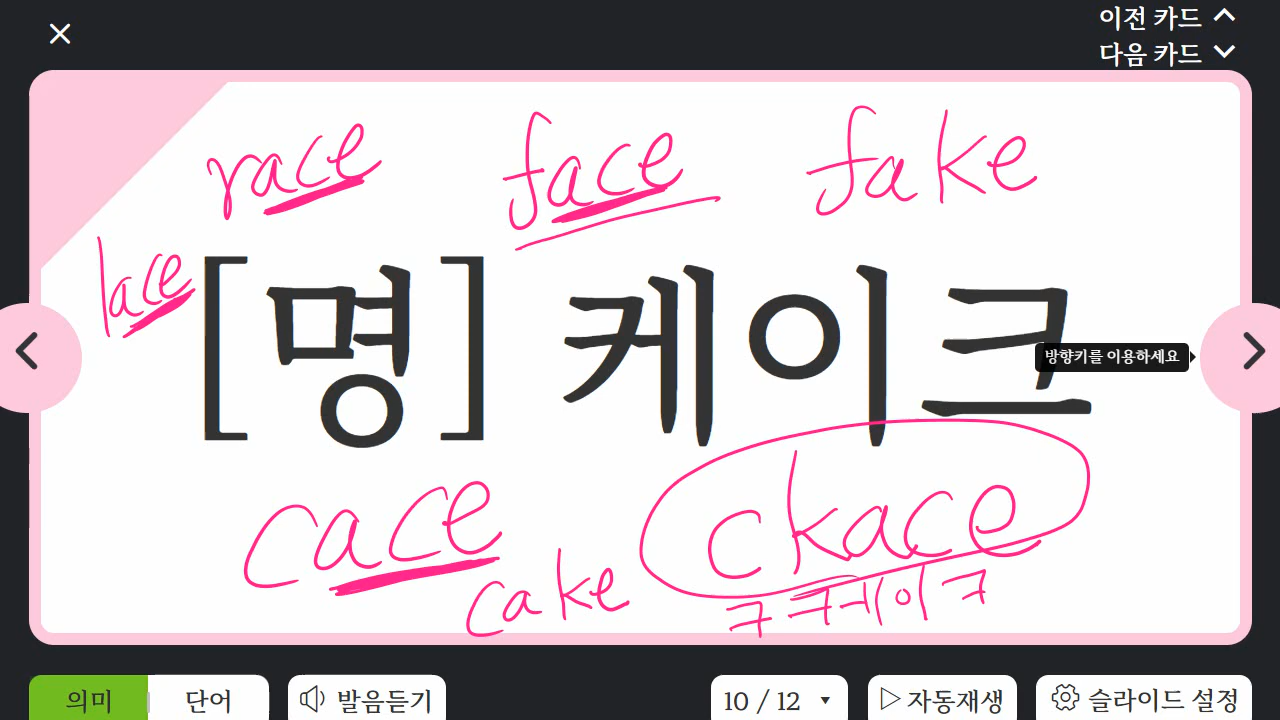 이전 카드
다음 카드
race face fake
lace
[명] 케이크
방향키를 이용하세요
cace ckace
cake 크 크케이크
의미 단어 발음듣기 10 / 12 자동재생 슬라이드 설정